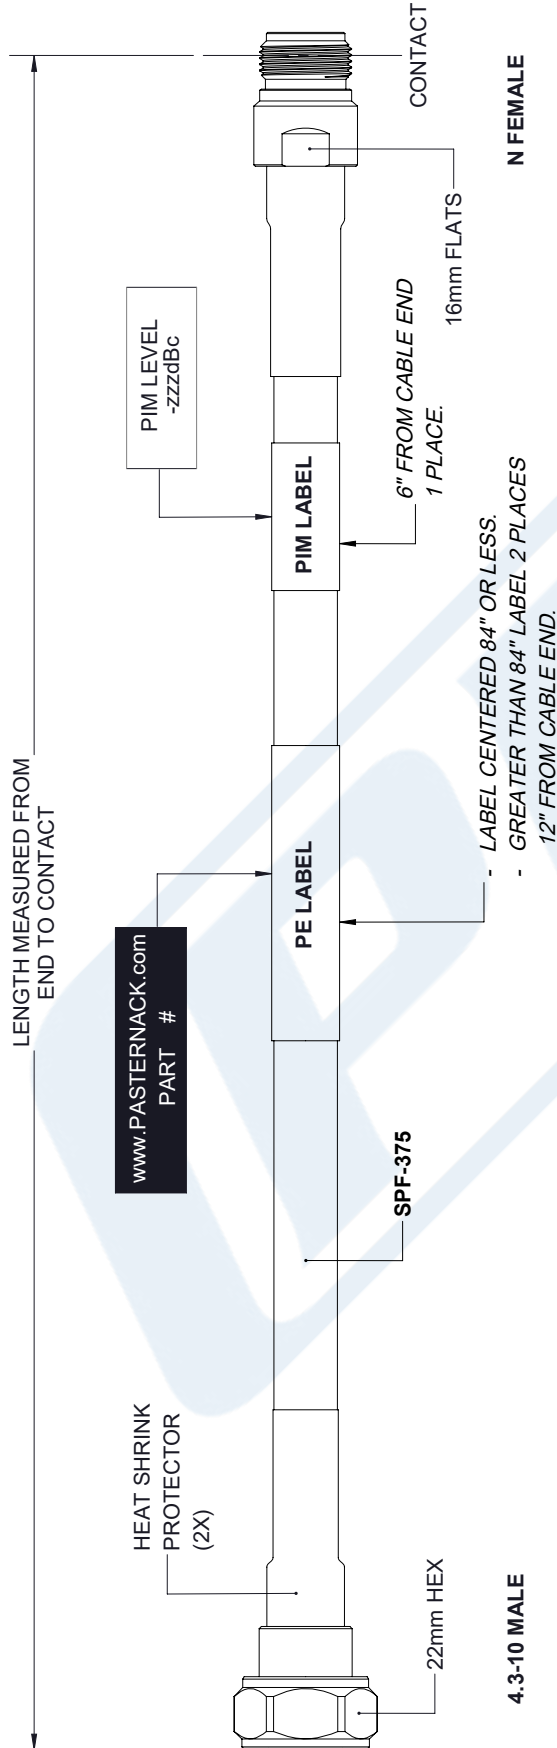 LENGTH MEASURED FROM
END TO CONTACT
HEAT SHRINK
PROTECTOR
(2X)
www.PASTERNACK.com
PART #
PIM LEVEL
-zzzdBc
PE LABEL
PIM LABEL
CONTACT
22mm HEX
SPF-375
6" FROM CABLE END
1 PLACE.
16mm FLATS
- LABEL CENTERED 84" OR LESS.
- GREATER THAN 84" LABEL 2 PLACES
12" FROM CABLE END.
4.3-10 MALE
N FEMALE